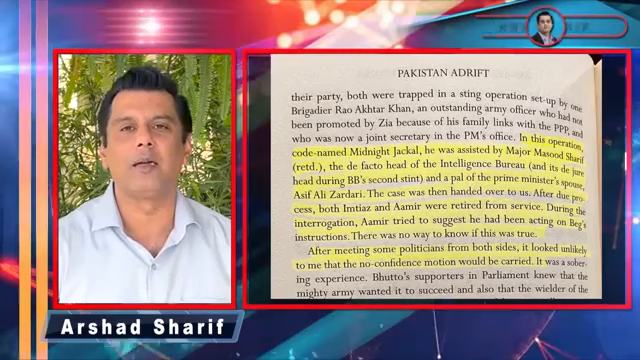 PAKISTAN ADRIFT
their party, both were trapped in a sting operation set-up by one
Brigadier Rao Akhtar Khan, an outstanding army officer who had not
been promoted by Zia because of his family links with the PPP, and
who was now a joint secretary in the PM's office. In this operation,
code-named Midnight Jackal, he was assisted by Major Masood Sharif
(retd.), the de facto head of the Intelligence Bureau (and its de jure
head during BB's second stint) and a pal of the prime minister's spouse,
Asif Ali Zardari. The case was then handed over to us. After due pro-
cess, both Imtiaz and Aamir were retired from service. During the
interrogation, Aamir tried to suggest he had been acting on Beg's
instructions. There was no way to know if this was true.
After meeting some politicians from both sides, it looked unlikely
to me that the no-confidence motion would be carried. It was a sober-
ing experience. Bhutto's supporters in Parliament knew that the
mighty army wanted it to succeed and also that the wielder of the
Arshad Sharif